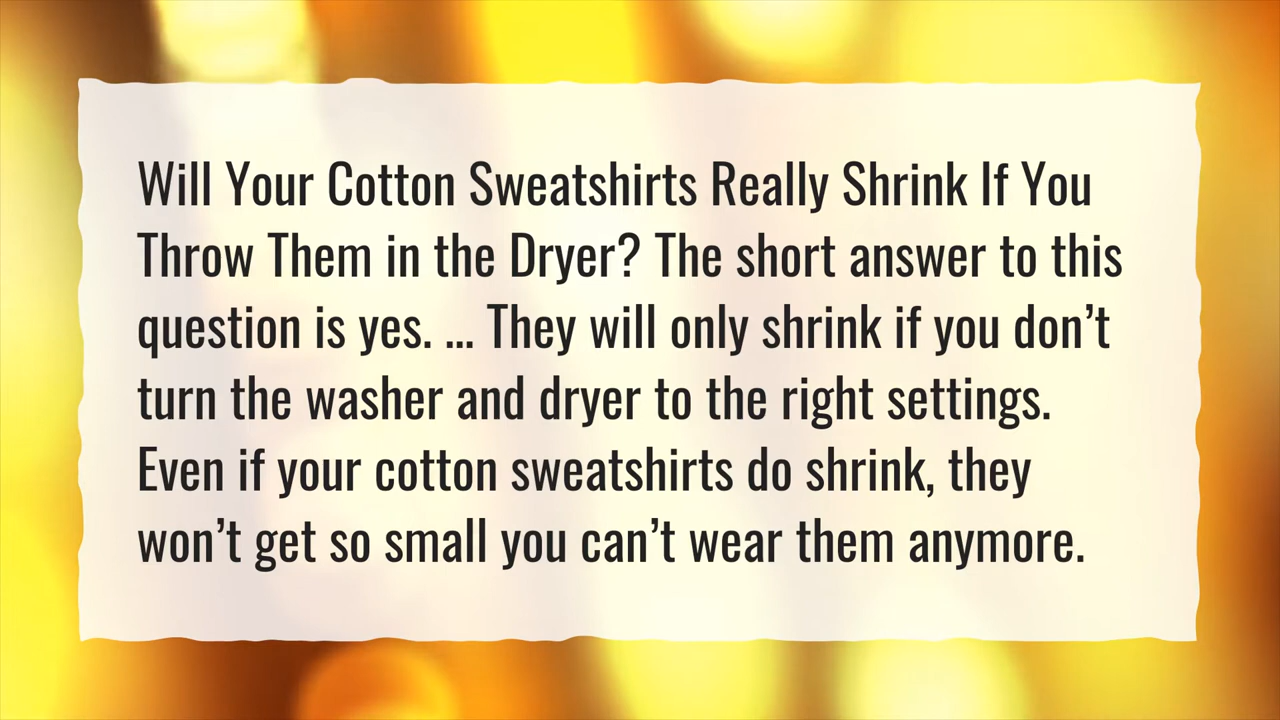 Will Your Cotton Sweatshirts Really Shrink If You
Throw Them in the Dryer? The short answer to this
question is yes. ... They will only shrink if you don’t
turn the washer and dryer to the right settings.
Even if your cotton sweatshirts do shrink, they
won’t get so small you can’t wear them anymore.